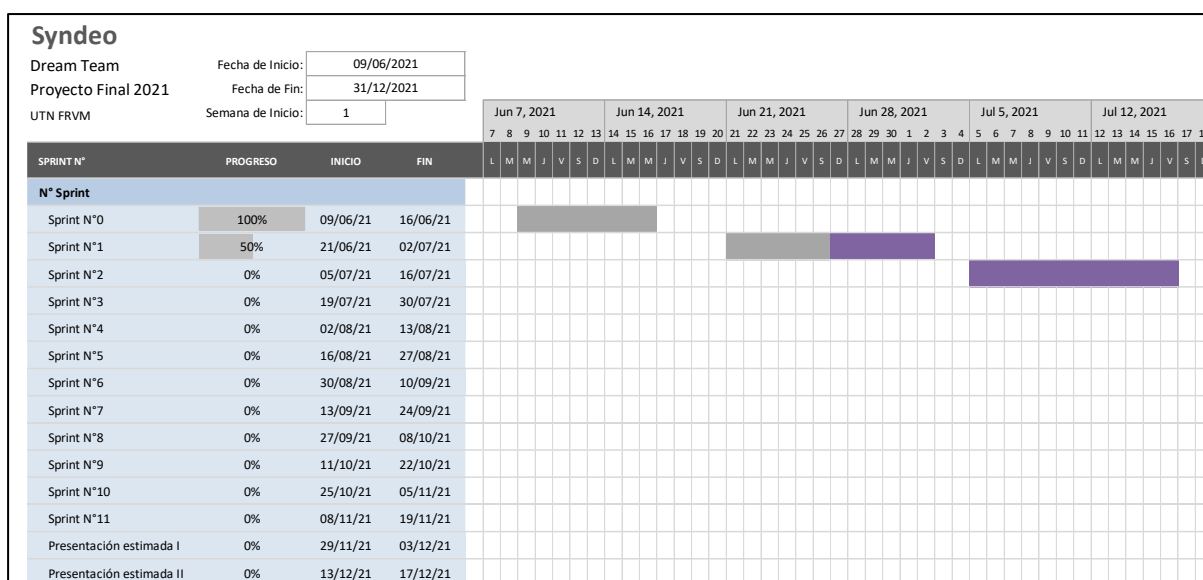 Syndeo
Dream Team Fecha de Inicio: 09/06/2021
Proyecto Final 2021 Fecha de Fin: 31/12/2021
UTN FRVM Semana de Inicio: 1
Jun 7, 2021 Jun 14, 2021 Jun 21, 2021 Jun 28, 2021 Jul 5, 2021 Jul 12, 2021
7 8 9 10 11 12 13 14 15 16 17 18 19 20 21 22 23 24 25 26 27 28 29 30 1 2 3 4 5 6 7 8 9 10 11 12 13 14 15 16 17
SPRINT N° PROGRESO INICIO FIN L M M J V S D L M M J V S D L M M J V S D L M M J V S D L M M J V S D L M M J V S
N° Sprint
Sprint N°0 100% 09/06/21 16/06/21
Sprint N°1 50% 21/06/21 02/07/21
Sprint N°2 0% 05/07/21 16/07/21
Sprint N°3 0% 19/07/21 30/07/21
Sprint N°4 0% 02/08/21 13/08/21
Sprint N°5 0% 16/08/21 27/08/21
Sprint N°6 0% 30/08/21 10/09/21
Sprint N°7 0% 13/09/21 24/09/21
Sprint N°8 0% 27/09/21 08/10/21
Sprint N°9 0% 11/10/21 22/10/21
Sprint N°10 0% 25/10/21 05/11/21
Sprint N°11 0% 08/11/21 19/11/21
Presentación estimada I 0% 29/11/21 03/12/21
Presentación estimada II 0% 13/12/21 17/12/21